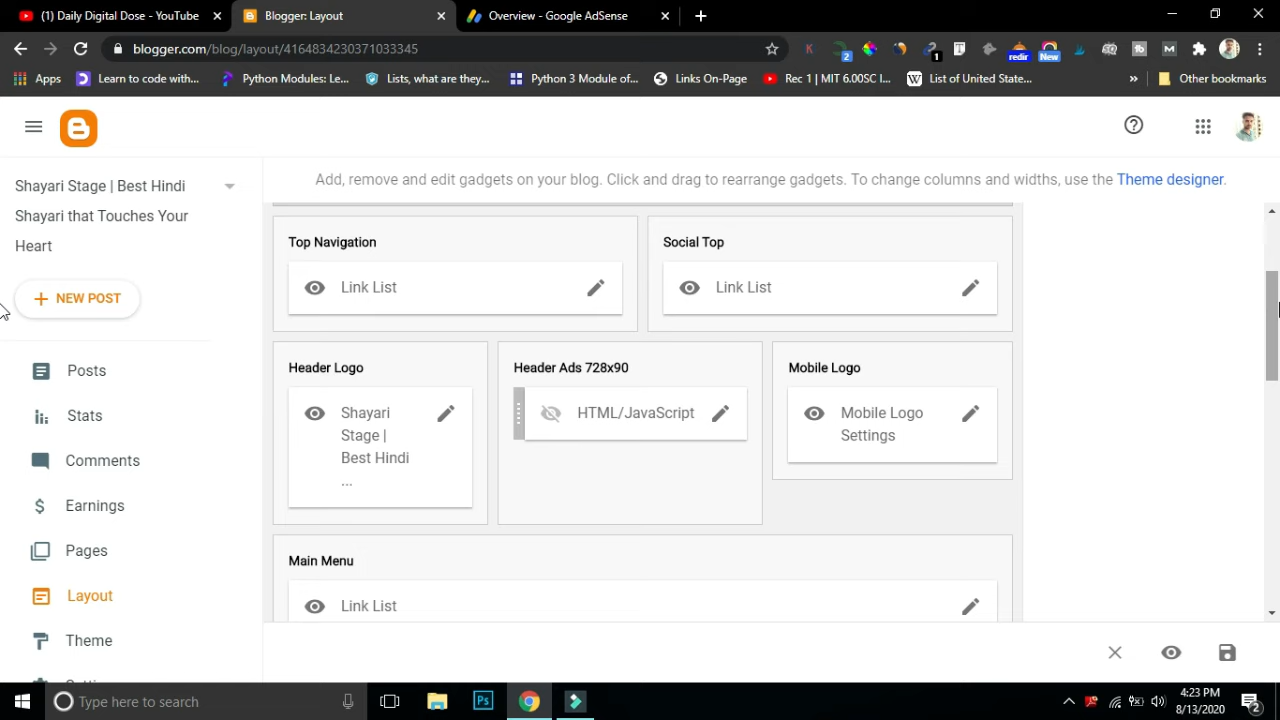 (1) Daily Digital Dose - YouTube
Blogger: Layout
Overview - Google AdSense
blogger.com/blog/layout/4164834230371033345
2
1
redir
New
Apps
Learn to code with...
Python Modules: Le...
Lists, what are they...
Python 3 Module of...
Links On-Page
Rec 1 | MIT 6.00SC I...
List of United State...
»
Other bookmarks
Add, remove and edit gadgets on your blog. Click and drag to rearrange gadgets. To change columns and widths, use the Theme designer.
Shayari Stage | Best Hindi
Shayari that Touches Your
Heart
NEW POST
Posts
Stats
Comments
Earnings
Pages
Layout
Theme
Top Navigation
Link List
Social Top
Link List
Header Logo
Shayari
Stage |
Best Hindi
...
Header Ads 728x90
HTML/JavaScript
Mobile Logo
Mobile Logo
Settings
Main Menu
Link List
Type here to search
Ps
4:23 PM
8/13/2020
2